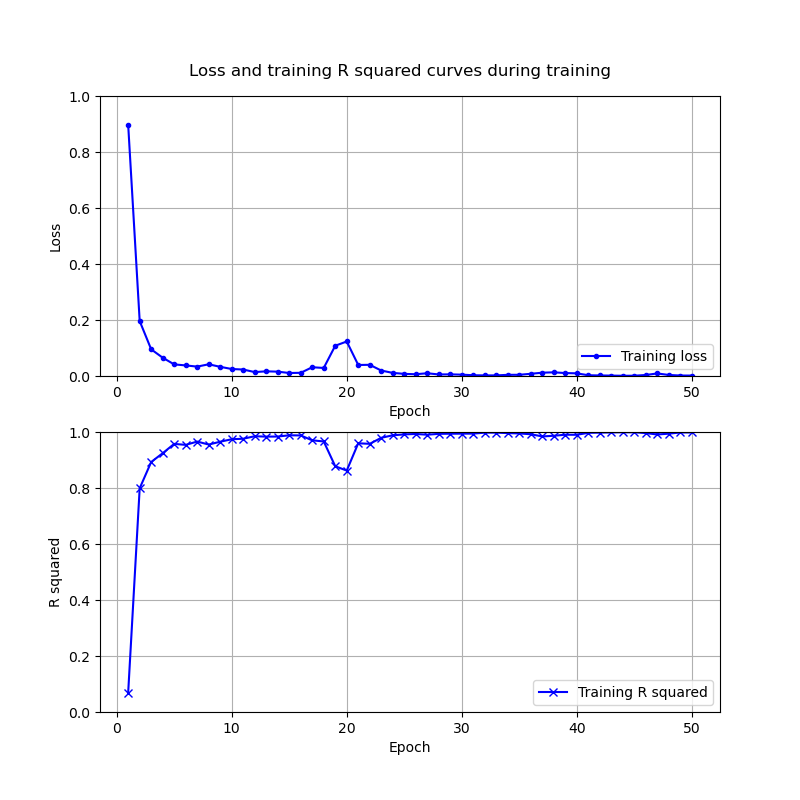 Loss and training R squared curves during training
1.0
0.8
0.6
0.4
0.2
0.0
Loss
Training loss
0 10 20 30 40 50
Epoch
1.0
0.8
0.6
0.4
0.2
0.0
R squared
Training R squared
0 10 20 30 40 50
Epoch